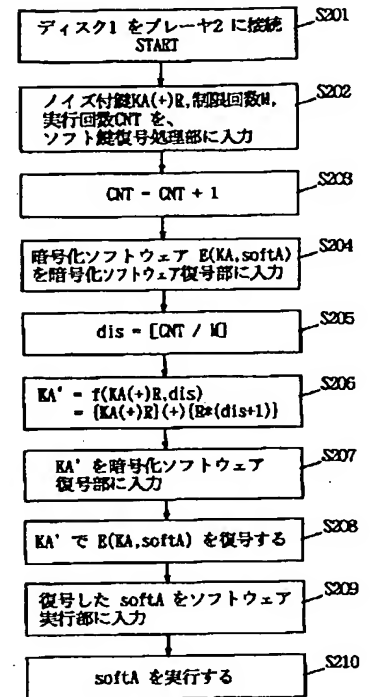 ディスク1 をプレーヤ2 に接続
START
S201
ノイズ付鍵KA(+)R,制限回数M,
実行回数CNT を、
ソフト鍵復号処理部に入力
S202
CNT = CNT + 1
S203
暗号化ソフトウェア E(KA,softA)
を暗号化ソフトウェア復号部に入力
S204
dis = [CNT / M]
S205
KA' = f(KA(+)R,dis)
= {KA(+)R}(+){R*(dis+1)}
S206
KA' を暗号化ソフトウェア
復号部に入力
S207
KA' で E(KA,softA) を復号する
S208
復号した softA をソフトウェア
実行部に入力
S209
softA を実行する
S210